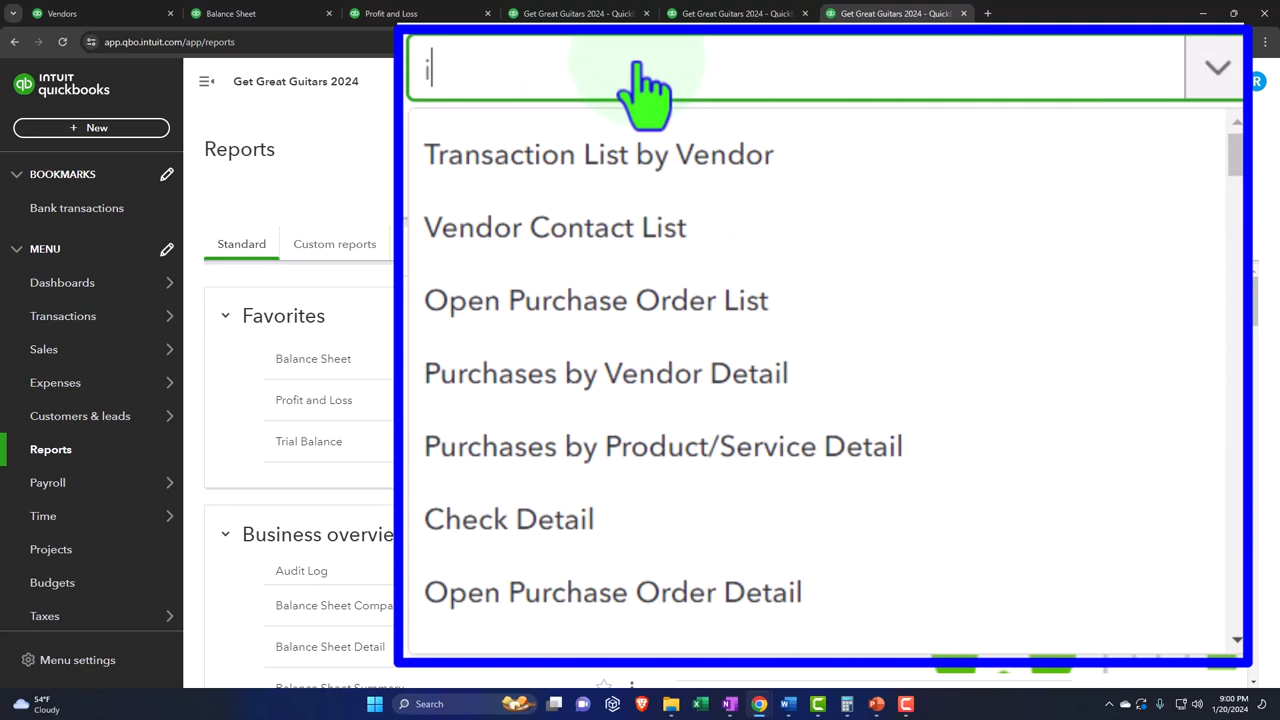 Vendors
Balance Sheet
Profit and Loss
Get Great Guitars 2024 - Quick
Get Great Guitars 2024 - Quick
Get Great Guitars 2024 - Quick
app.qbo.intuit.com/app/reports
INTUIT
quickbooks
Get Great Guitars 2024
+ New
BOOKMARKS
Bank transactions
MENU
Dashboards
Transactions
Sales
Expenses
Customers & leads
Reports
Payroll
Time
Projects
Budgets
Taxes
Menu settings
Reports
Standard
Custom reports
Favorites
Balance Sheet
Profit and Loss
Trial Balance
Business overvie
Audit Log
Balance Sheet Compa
Balance Sheet Detail
Balance Sheet Summary
i
Transaction List by Vendor
Vendor Contact List
Open Purchase Order List
Purchases by Vendor Detail
Purchases by Product/Service Detail
Check Detail
Open Purchase Order Detail
R
54°F
Cloudy
Search
9:00 PM
1/20/2024